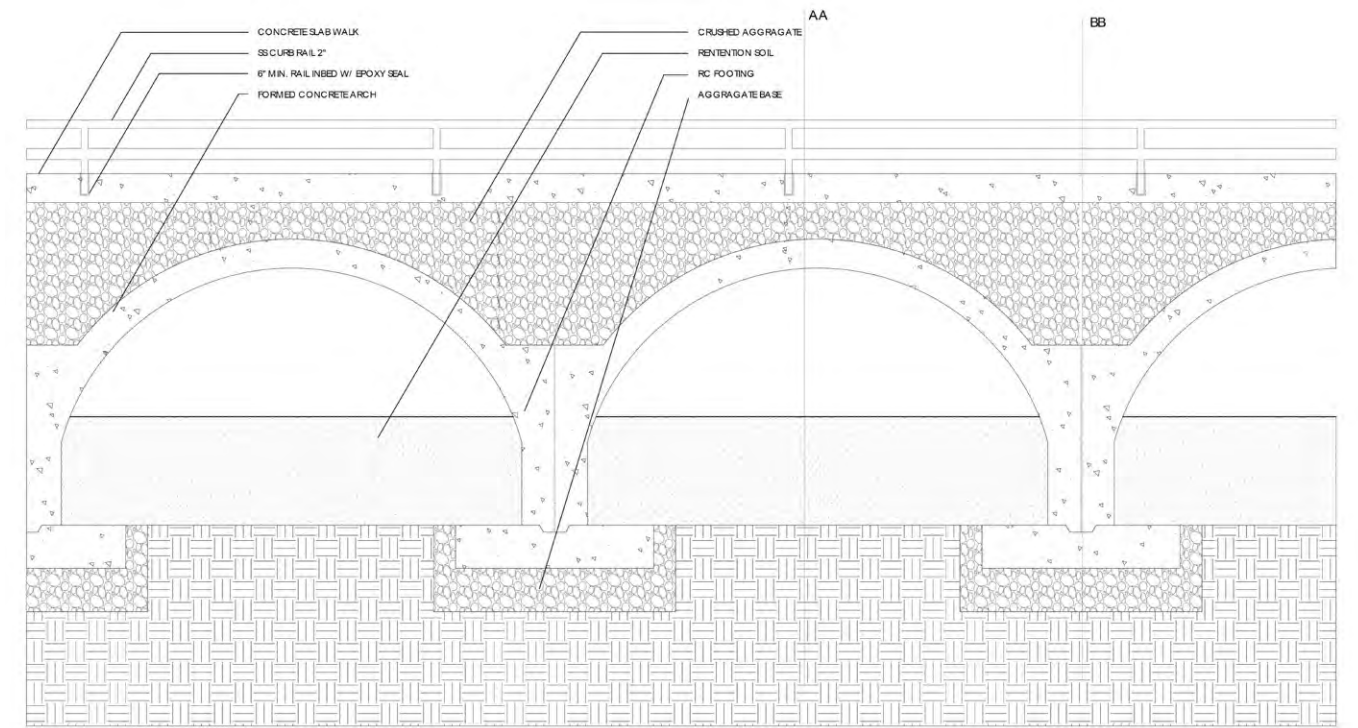 CONCRETE SLAB WALK
SS CURB RAIL 2"
6" MIN. RAIL INBED W/ EPOXY SEAL
FORMED CONCRETE ARCH
CRUSHED AGGRAGATE
RENTENTION SOIL
RC FOOTING
AGGRAGATE BASE
AA
BB